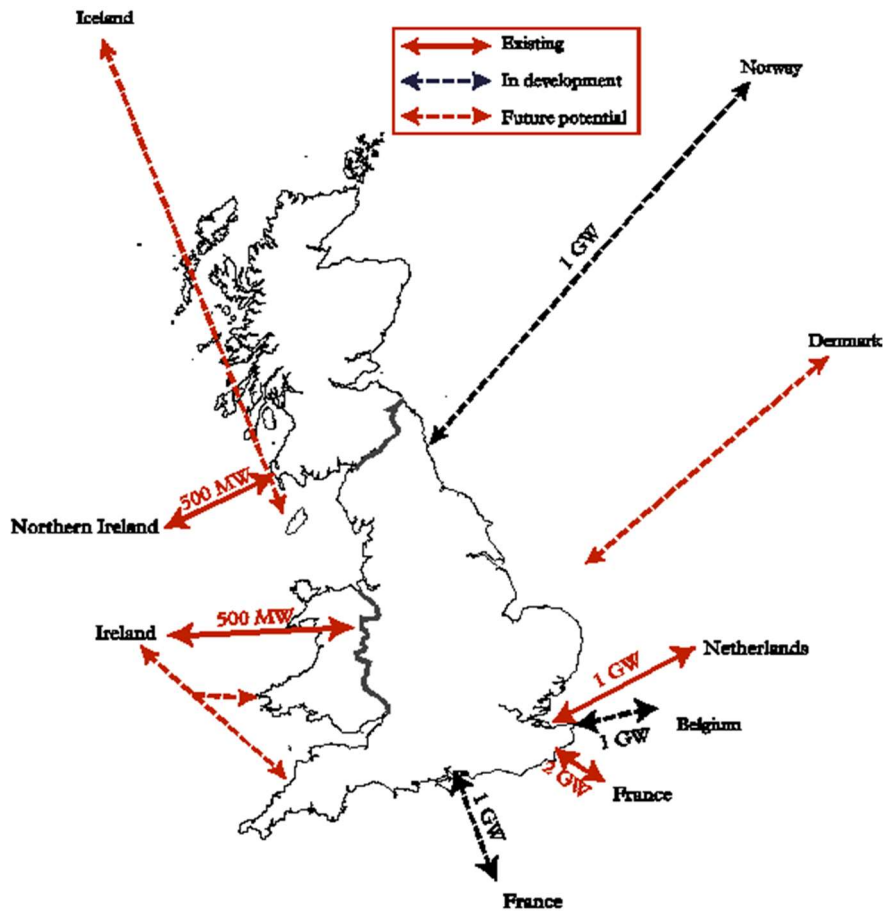 Iceland
Existing
In development
Future potential
Norway
1 GW
Denmark
500 MW
Northern Ireland
500 MW
Ireland
Netherlands
1 GW
Belgium
1 GW
2 GW
France
1 GW
France